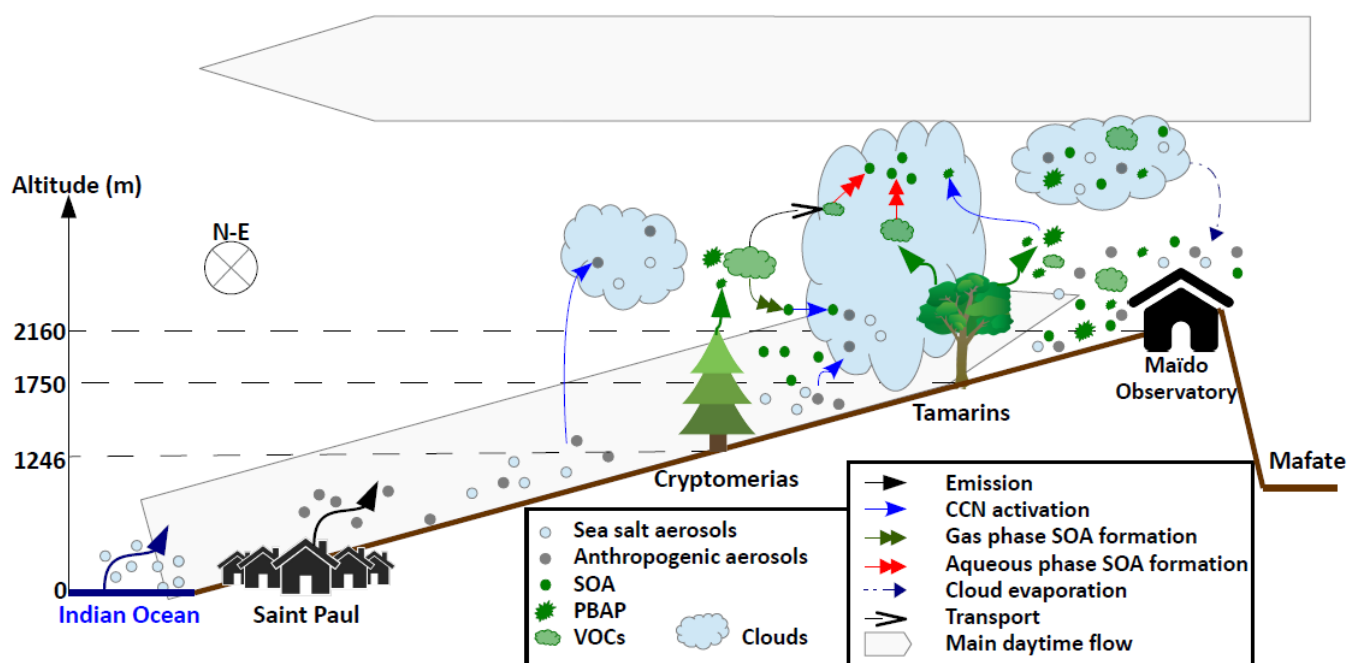 Altitude (m)
N-E
2160
1750
1246
0
Indian Ocean
Saint Paul
Cryptomerias
Tamarins
Maïdo
Observatory
Mafate
Sea salt aerosols
Anthropogenic aerosols
SOA
PBAP
VOCs
Clouds
Emission
CCN activation
Gas phase SOA formation
Aqueous phase SOA formation
Cloud evaporation
Transport
Main daytime flow